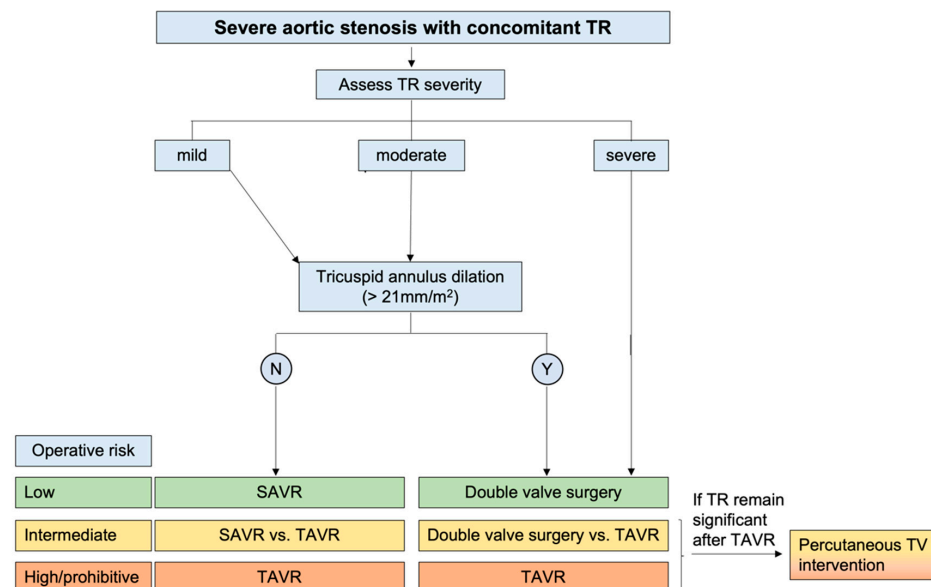 Severe aortic stenosis with concomitant TR
Assess TR severity
mild
moderate
severe
Tricuspid annulus dilation
(> 21mm/m²)
N
Y
Operative risk
Low
SAVR
Double valve surgery
Intermediate
SAVR vs. TAVR
Double valve surgery vs. TAVR
High/prohibitive
TAVR
TAVR
If TR remain
significant
after TAVR
Percutaneous TV
intervention